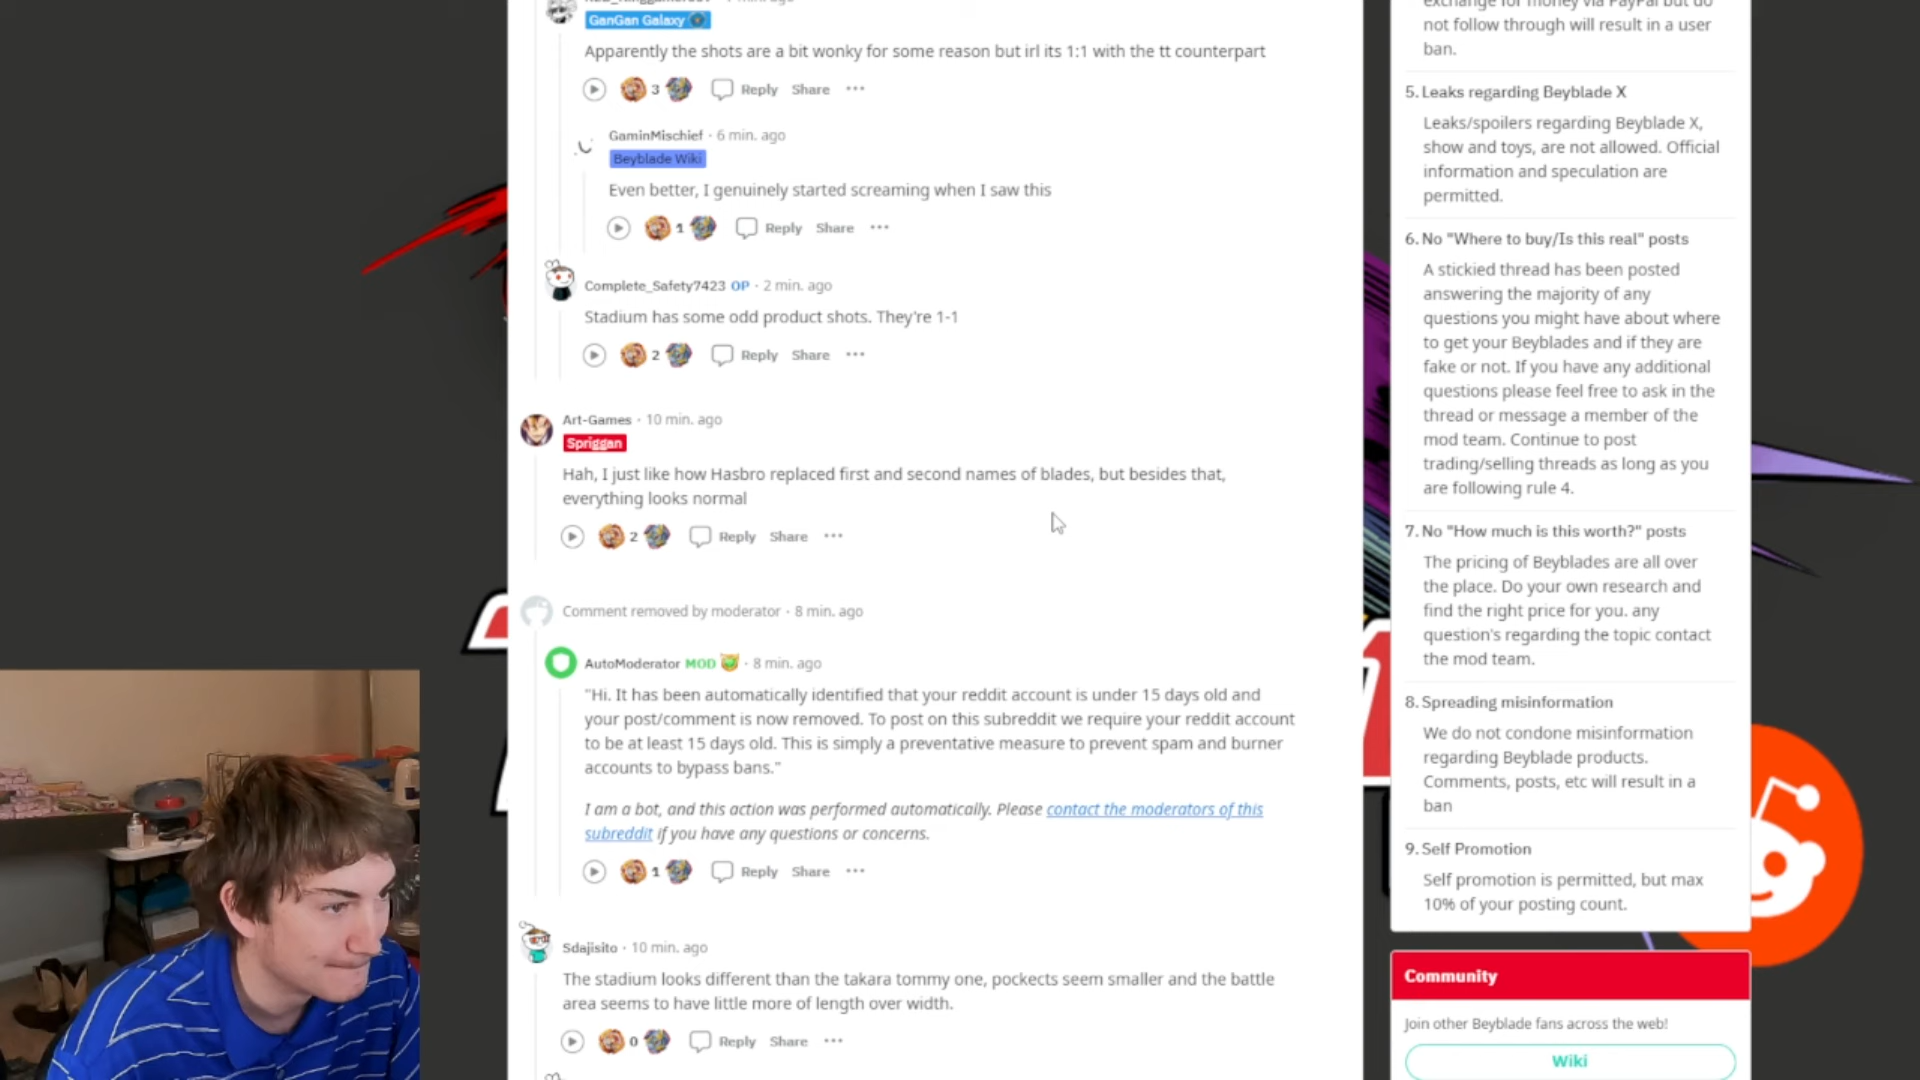 GanGan Galaxy
Apparently the shots are a bit wonky for some reason but irl its 1:1 with the tt counterpart
3 Reply Share ···
GaminMischief · 6 min. ago
Beyblade Wiki
Even better, I genuinely started screaming when I saw this
1 Reply Share ···
Complete_Safety7423 OP · 2 min. ago
Stadium has some odd product shots. They're 1-1
2 Reply Share ···
Art-Games · 10 min. ago
Spriggan
Hah, I just like how Hasbro replaced first and second names of blades, but besides that,
everything looks normal
2 Reply Share ···
Comment removed by moderator · 8 min. ago
AutoModerator MOD · 8 min. ago
"Hi. It has been automatically identified that your reddit account is under 15 days old and
your post/comment is now removed. To post on this subreddit we require your reddit account
to be at least 15 days old. This is simply a preventative measure to prevent spam and burner
accounts to bypass bans."
I am a bot, and this action was performed automatically. Please contact the moderators of this
subreddit if you have any questions or concerns.
1 Reply Share ···
Sdajisito · 10 min. ago
The stadium looks different than the takara tommy one, pockects seem smaller and the battle
area seems to have little more of length over width.
0 Reply Share ···
exchange for money via PayPal but do
not follow through will result in a user
ban.
5. Leaks regarding Beyblade X
Leaks/spoilers regarding Beyblade X,
show and toys, are not allowed. Official
information and speculation are
permitted.
6. No "Where to buy/Is this real" posts
A stickied thread has been posted
answering the majority of any
questions you might have about where
to get your Beyblades and if they are
fake or not. If you have any additional
questions please feel free to ask in the
thread or message a member of the
mod team. Continue to post
trading/selling threads as long as you
are following rule 4.
7. No "How much is this worth?" posts
The pricing of Beyblades are all over
the place. Do your own research and
find the right price for you. any
question's regarding the topic contact
the mod team.
8. Spreading misinformation
We do not condone misinformation
regarding Beyblade products.
Comments, posts, etc will result in a
ban
9. Self Promotion
Self promotion is permitted, but max
10% of your posting count.
Community
Join other Beyblade fans across the web!
Wiki